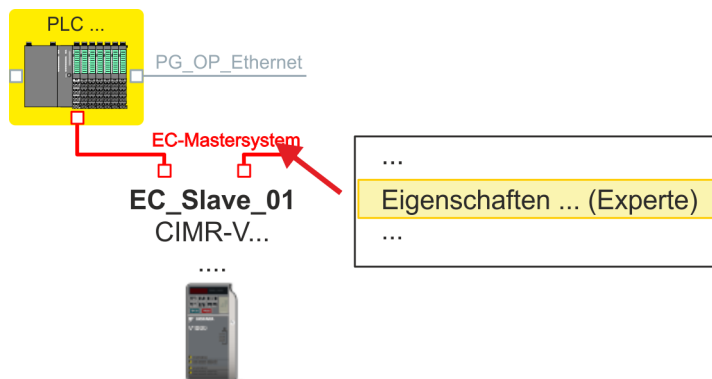 PLC ...
PG_OP_Ethernet
EC-Mastersystem
...
Eigenschaften ... (Experte)
...
EC_Slave_01
CIMR-V...
....